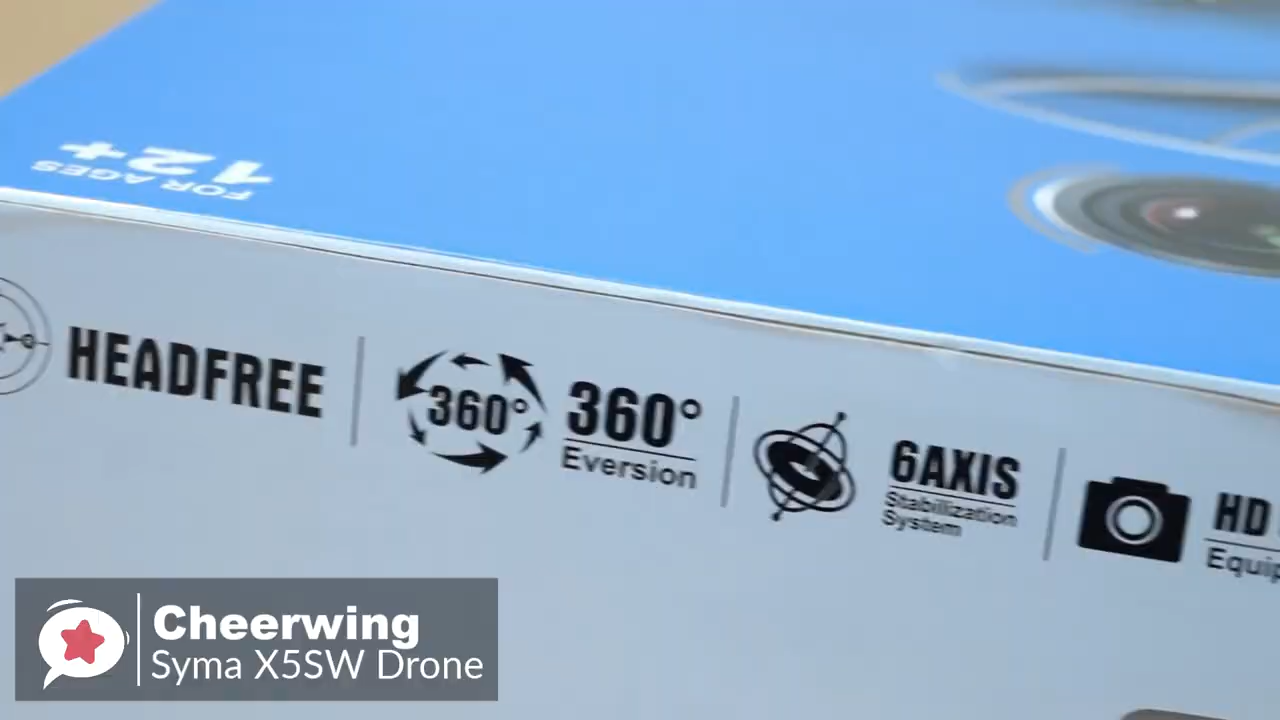 FOR AGES
12+
HEADFREE
360°
360°
Eversion
6AXIS
Stabilization
System
HD
Cheerwing
Syma X5SW Drone